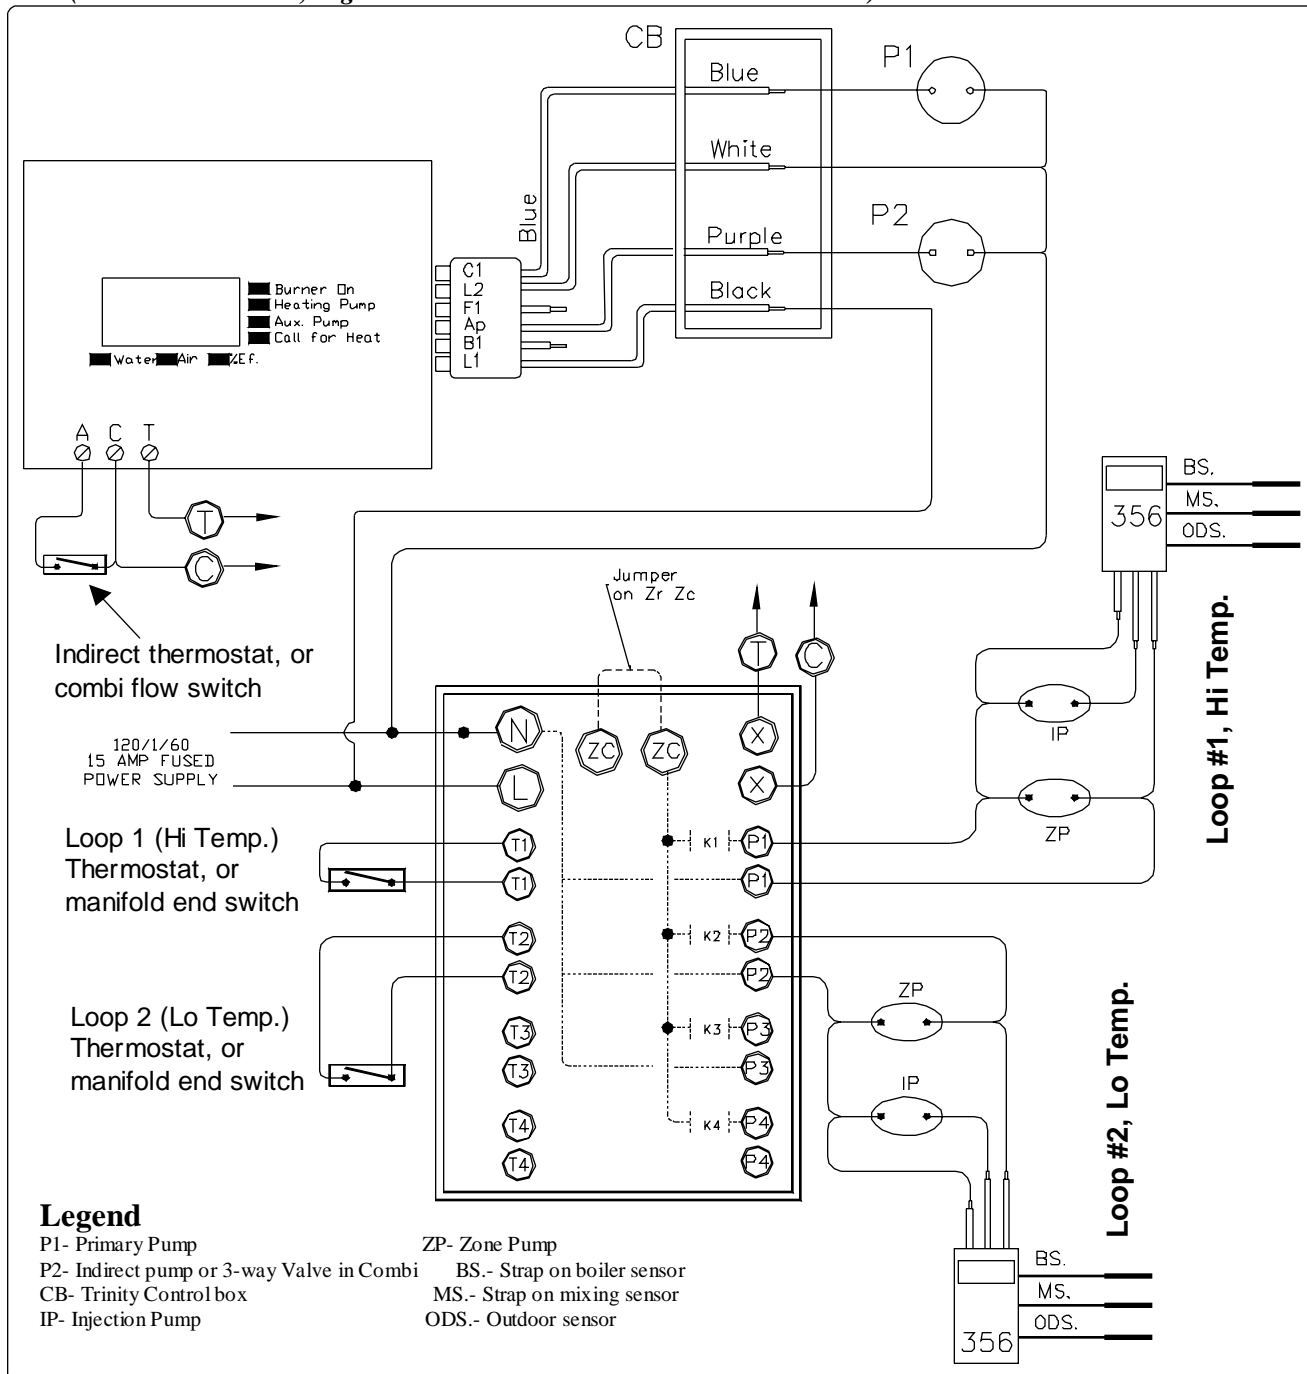 CB
P1
Blue
White
Blue
P2
Purple
Black
C1
L2
F1
Ap
B1
L1
Burner On
Heating Pump
Aux. Pump
Call for Heat
Water Air %Ef.
A C T
T
C
BS.
MS.
ODS.
356
Loop #1, Hi Temp.
Jumper
on Zr Zc
Indirect thermostat, or
combi flow switch
T
C
IP
ZP
120/1/60
15 AMP FUSED
POWER SUPPLY
N
L
ZC
ZC
X
X
Loop 1 (Hi Temp.)
Thermostat, or
manifold end switch
T1
T1
K1
P1
P1
T2
T2
K2
P2
P2
Loop 2 (Lo Temp.)
Thermostat, or
manifold end switch
T3
T3
K3
P3
P3
T4
T4
K4
P4
P4
ZP
IP
Loop #2, Lo Temp.
BS.
MS.
ODS.
356
Legend
P1- Primary Pump
ZP- Zone Pump
P2- Indirect pump or 3-way Valve in Combi
BS.- Strap on boiler sensor
CB- Trinity Control box
MS.- Strap on mixing sensor
IP- Injection Pump
ODS.- Outdoor sensor